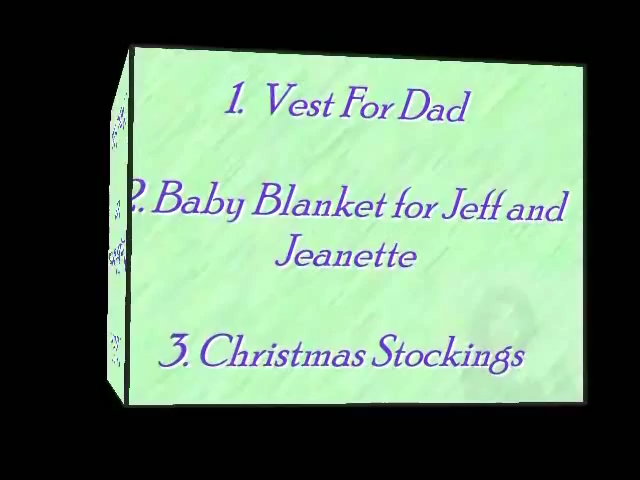 1. Vest For Dad
2. Baby Blanket for Jeff and
Jeanette
3. Christmas Stockings